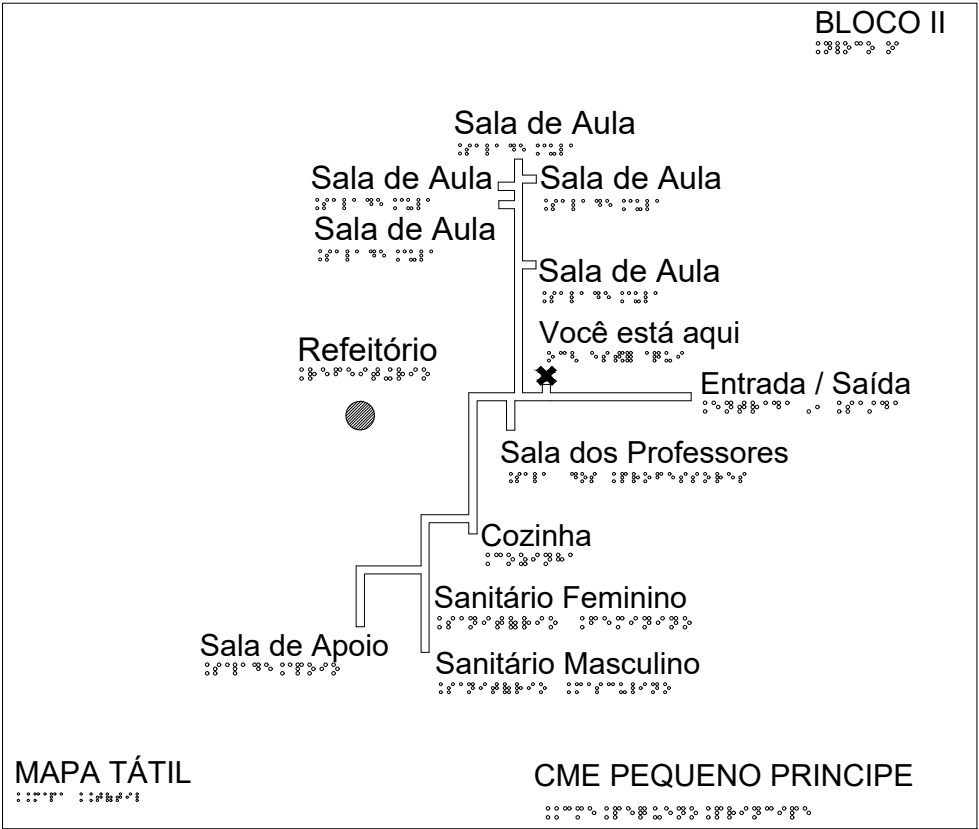 BLOCO II
Sala de Aula
Sala de Aula
Sala de Aula
Sala de Aula
Sala de Aula
Você está aqui
Refeitório
Entrada / Saída
Sala dos Professores
Cozinha
Sanitário Feminino
Sala de Apoio
Sanitário Masculino
MAPA TÁTIL
CME PEQUENO PRINCIPE